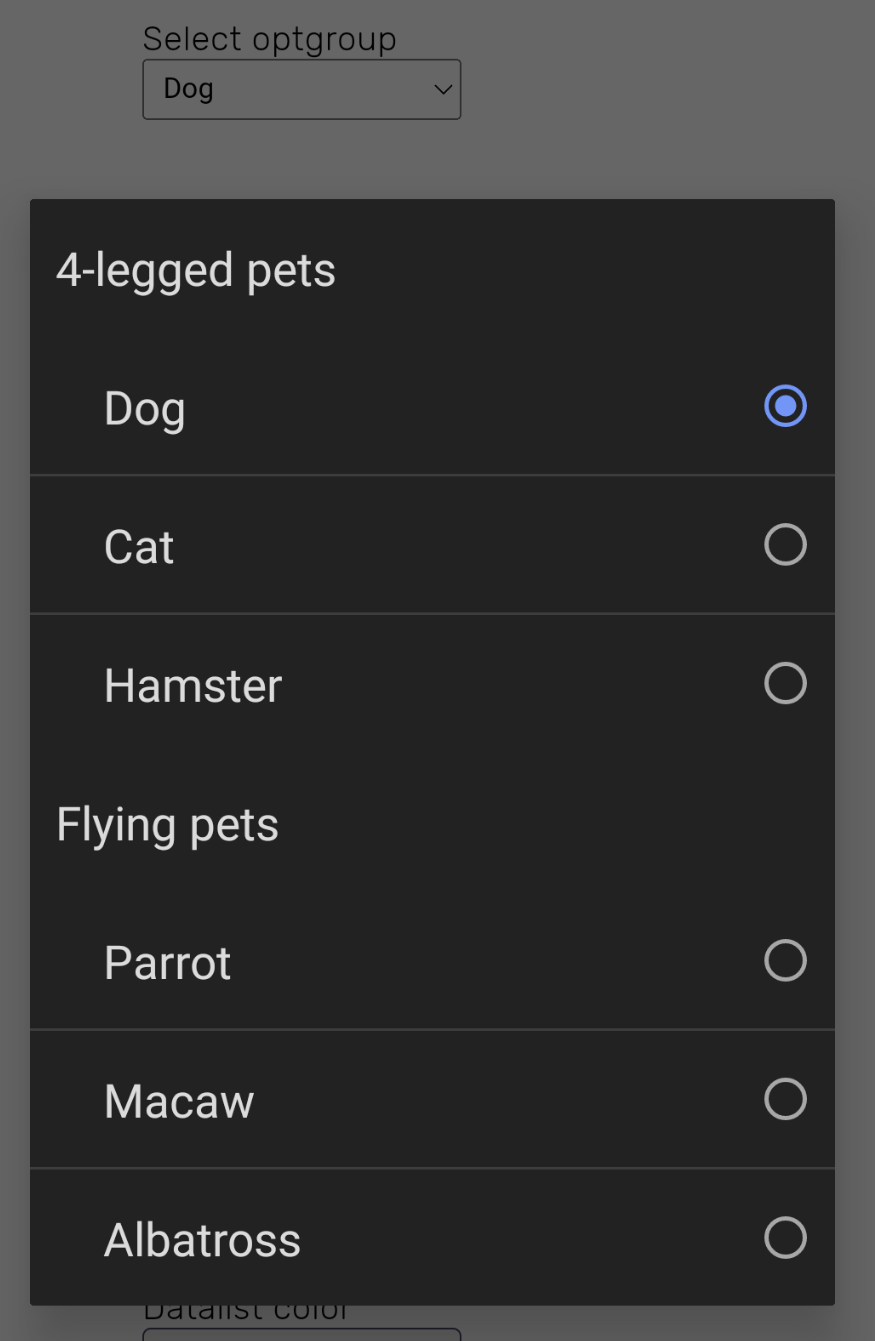 Select optgroup
Dog
4-legged pets
Dog
Cat
Hamster
Flying pets
Parrot
Macaw
Albatross
Datalist color